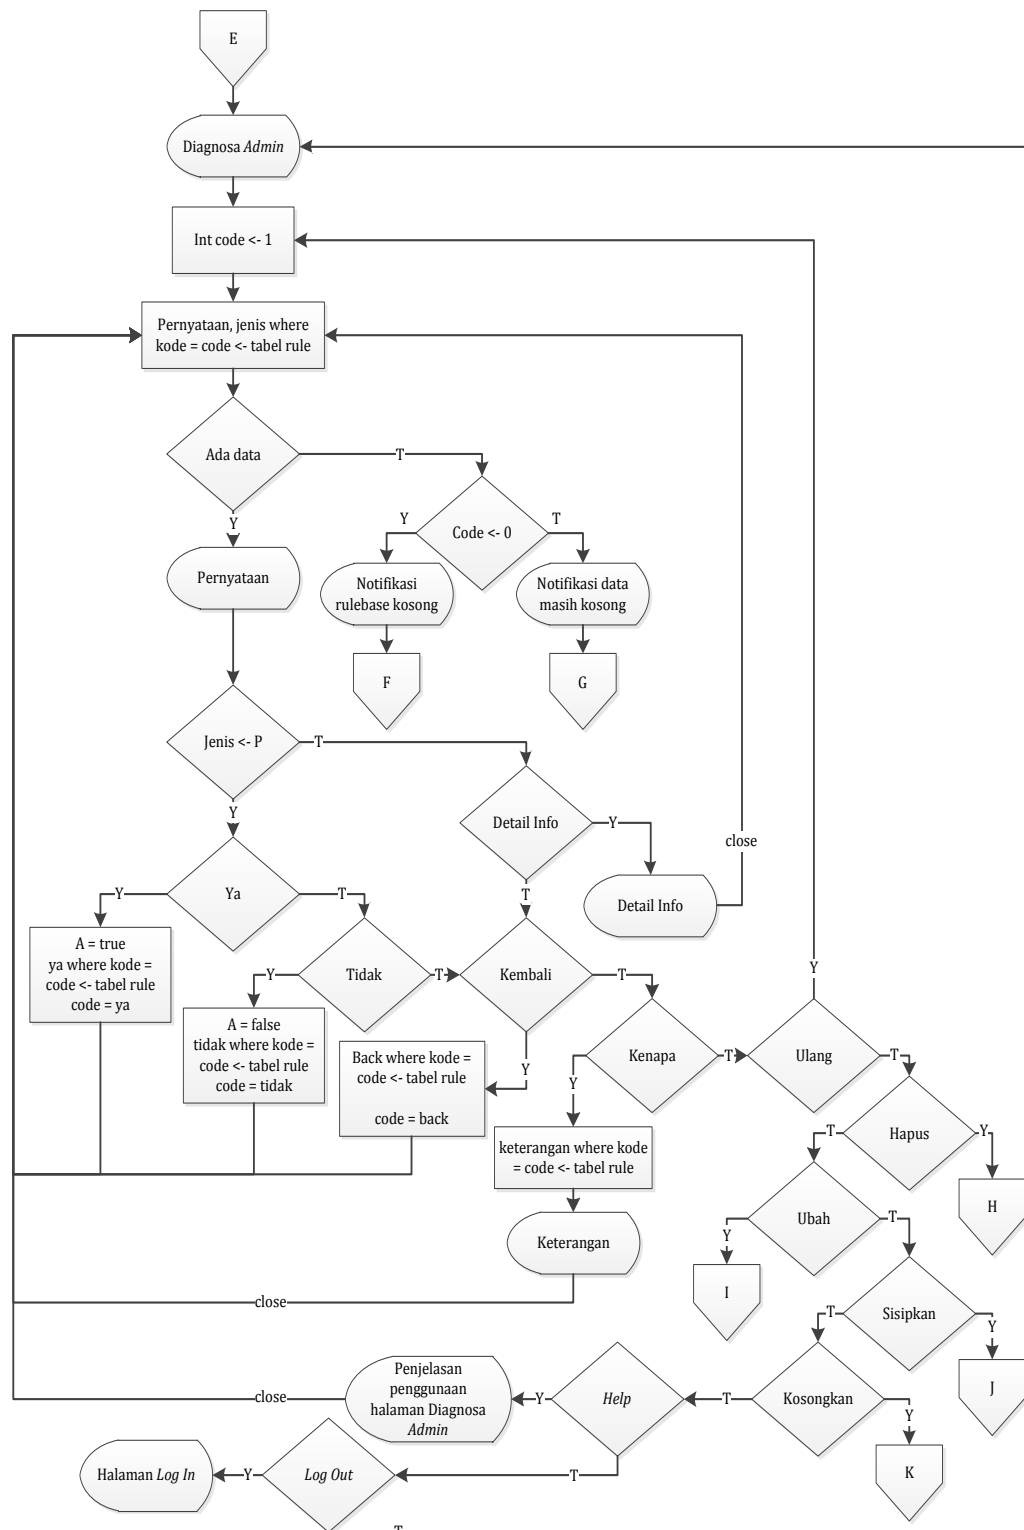 E
Diagnosa Admin
Int code <- 1
Pernyataan, jenis where
kode = code <- tabel rule
Ada data
T
Y
Code <- 0
Y
T
Pernyataan
Notifikasi
rulebase kosong
Notifikasi data
masih kosong
F
G
Jenis <- P
T
Y
Detail Info
Y
T
close
Detail Info
Ya
Y
T
A = true
ya where kode =
code <- tabel rule
code = ya
Tidak
Y
T
A = false
tidak where kode =
code <- tabel rule
code = tidak
Kembali
T
Y
Back where kode =
code <- tabel rule
code = back
Kenapa
Y
T
keterangan where kode
= code <- tabel rule
Keterangan
close
Ulang
Y
T
Hapus
T
Y
H
Ubah
Y
T
I
Sisipkan
T
Y
J
Kosongkan
T
Y
K
Help
Y
T
Penjelasan
penggunaan
halaman Diagnosa
Admin
close
Log Out
Y
Halaman Log In
T